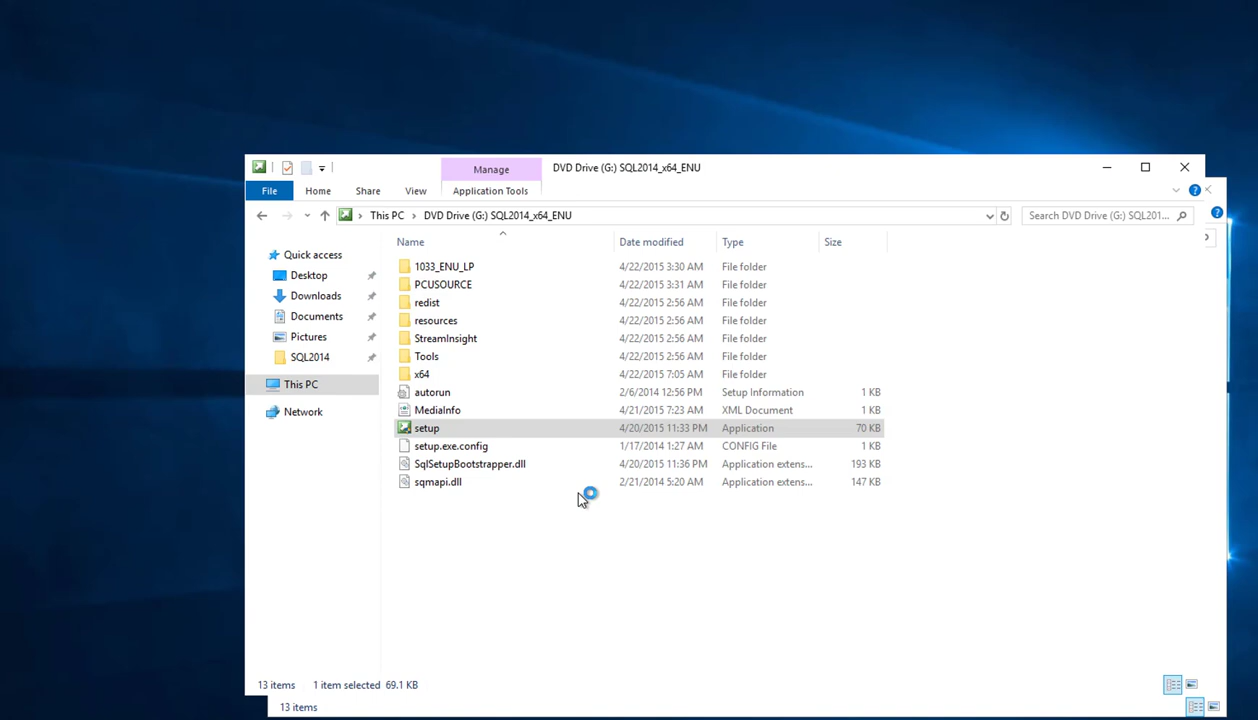 Manage
DVD Drive (G:) SQL2014_x64_ENU
File
Home
Share
View
Application Tools
This PC
DVD Drive (G:) SQL2014_x64_ENU
Search DVD Drive (G:) SQL201...
Name
Date modified
Type
Size
Quick access
Desktop
Downloads
Documents
Pictures
SQL2014
This PC
Network
1033_ENU_LP 4/22/2015 3:30 AM File folder
PCUSOURCE 4/22/2015 3:31 AM File folder
redist 4/22/2015 2:56 AM File folder
resources 4/22/2015 2:56 AM File folder
StreamInsight 4/22/2015 2:56 AM File folder
Tools 4/22/2015 2:56 AM File folder
x64 4/22/2015 7:05 AM File folder
autorun 2/6/2014 12:56 PM Setup Information 1 KB
MediaInfo 4/21/2015 7:23 AM XML Document 1 KB
setup 4/20/2015 11:33 PM Application 70 KB
setup.exe.config 1/17/2014 1:27 AM CONFIG File 1 KB
SqlSetupBootstrapper.dll 4/20/2015 11:36 PM Application extens... 193 KB
sqmapi.dll 2/21/2014 5:20 AM Application extens... 147 KB
13 items 1 item selected 69.1 KB
13 items